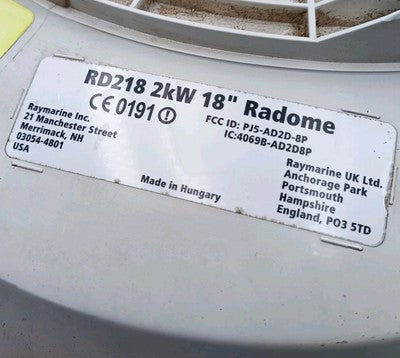 RD218 2kW 18" Radome
CE 0191
FCC ID: PJ5-AD2D-8P
IC:4069B-AD2D8P
Raymarine Inc.
21 Manchester Street
Merrimack, NH
03054-4801
USA
Raymarine UK Ltd.
Anchorage Park
Portsmouth
Hampshire
England, PO3 5TD
Made in Hungary